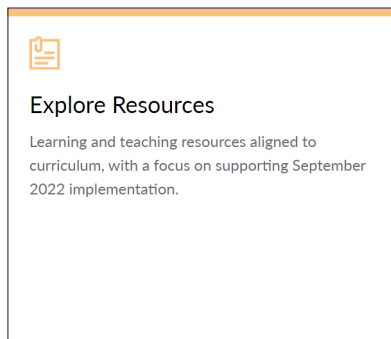 Explore Resources
Learning and teaching resources aligned to
curriculum, with a focus on supporting September
2022 implementation.